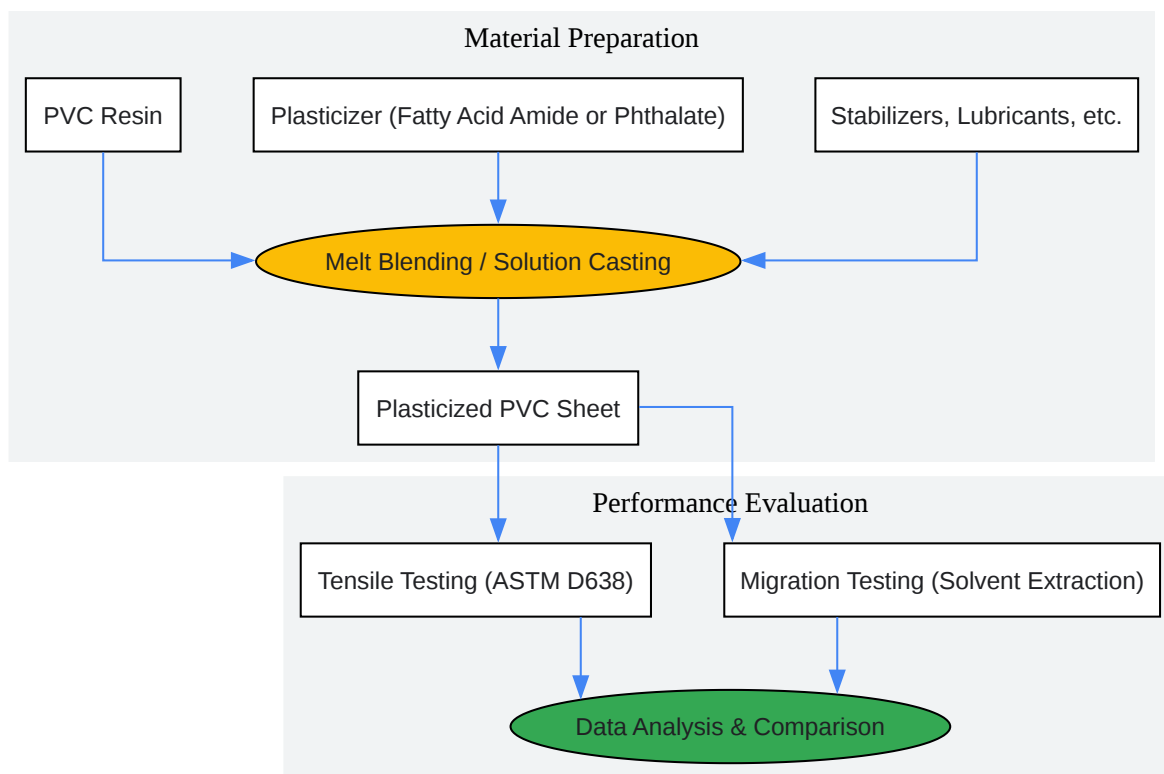 Material Preparation
PVC Resin
Plasticizer (Fatty Acid Amide or Phthalate)
Stabilizers, Lubricants, etc.
Melt Blending / Solution Casting
Plasticized PVC Sheet
Performance Evaluation
Tensile Testing (ASTM D638)
Migration Testing (Solvent Extraction)
Data Analysis & Comparison